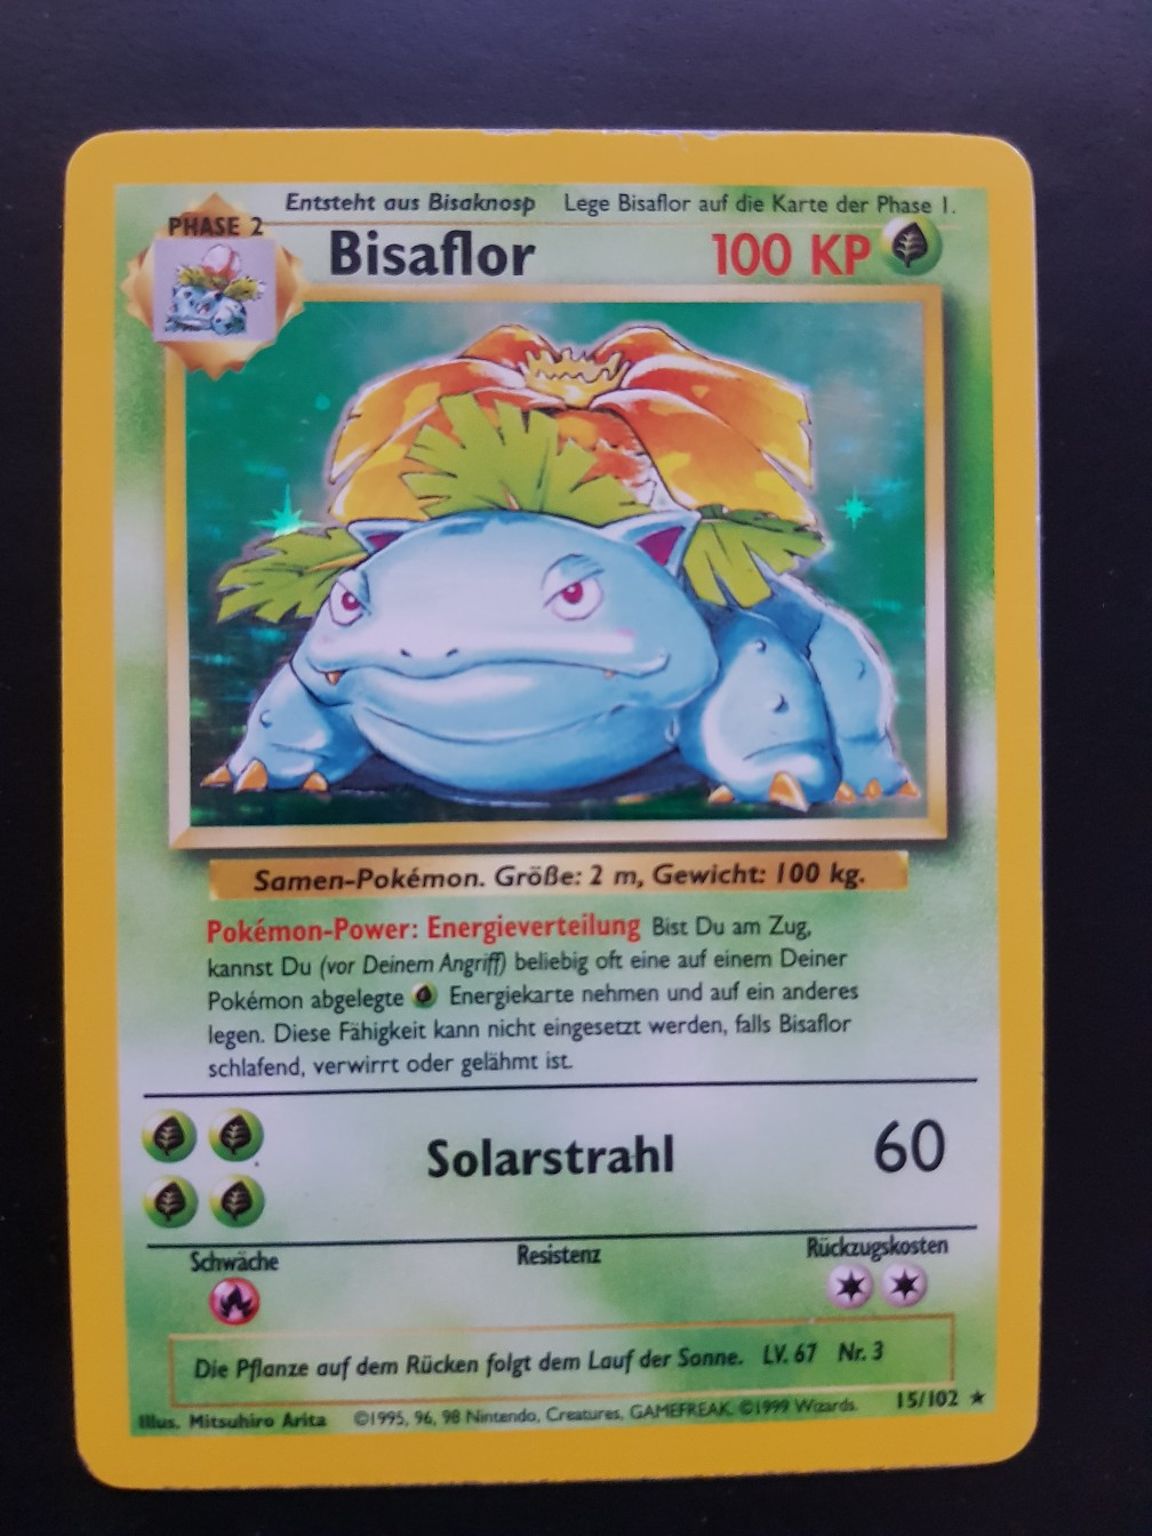 Entsteht aus Bisaknosp Lege Bisaflor auf die Karte der Phase 1.
PHASE 2
Bisaflor 100 KP
Samen-Pokémon. Größe: 2 m, Gewicht: 100 kg.
Pokémon-Power: Energieverteilung Bist Du am Zug,
kannst Du (vor Deinem Angriff) beliebig oft eine auf einem Deiner
Pokémon abgelegte Energiekarte nehmen und auf ein anderes
legen. Diese Fähigkeit kann nicht eingesetzt werden, falls Bisaflor
schlafend, verwirrt oder gelähmt ist.
Solarstrahl 60
Schwäche Resistenz Rückzugskosten
Die Pflanze auf dem Rücken folgt dem Lauf der Sonne. LV. 67 Nr. 3
Illus. Mitsuhiro Arita ©1995, 96, 98 Nintendo, Creatures, GAMEFREAK. ©1999 Wizards. 15/102 ★